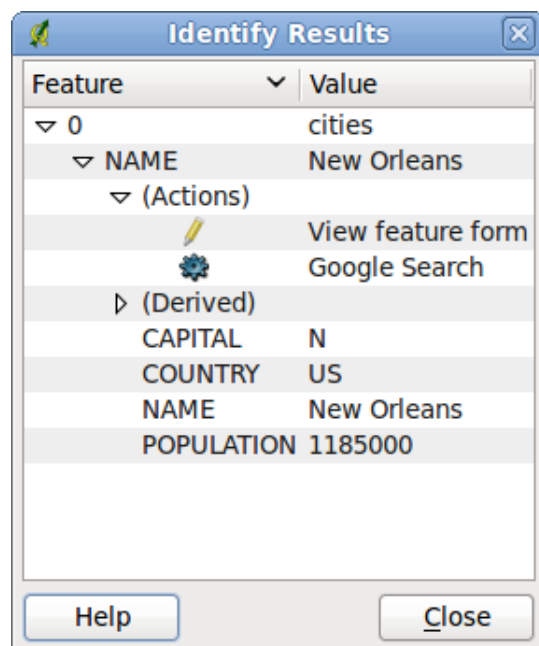 Identify Results
Feature Value
0 cities
NAME New Orleans
(Actions)
View feature form
Google Search
(Derived)
CAPITAL N
COUNTRY US
NAME New Orleans
POPULATION 1185000
Help Close